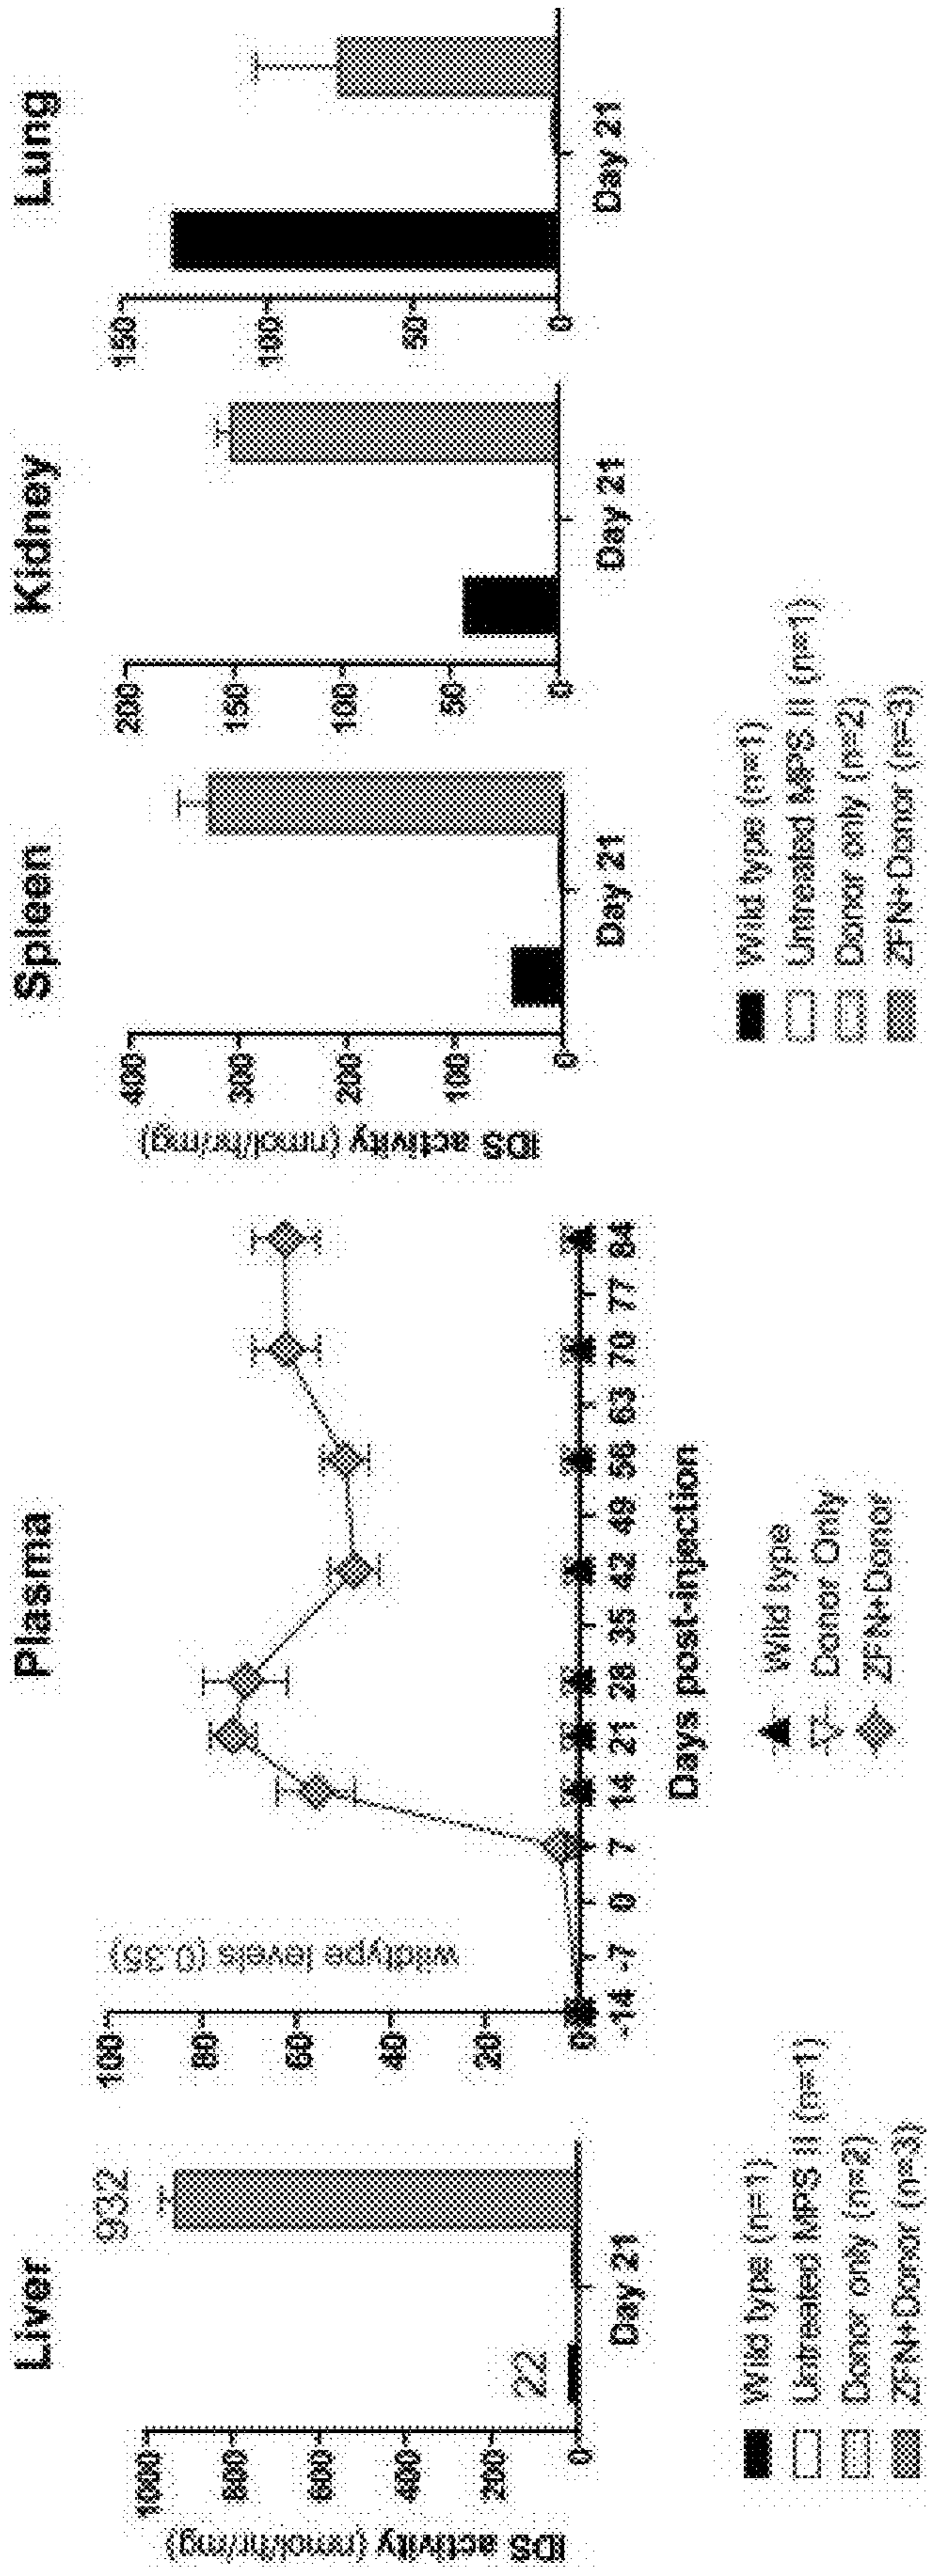 Liver
IDS activity (nmol/hr/mg)
1000
800
600
400
200
0
22
932
Day 21
Wild type (n=1)
Untreated MPS II (n=1)
Donor only (n=2)
ZFN+Donor (n=3)
Plasma
100
80
60
40
20
0
wildtype levels (0.35)
-14 -7 0 7 14 21 28 35 42 49 56 63 70 77 84
Days post-injection
Wild type
Donor Only
ZFN+Donor
Spleen
IDS activity (nmol/hr/mg)
400
300
200
100
0
Day 21
Kidney
200
150
100
50
0
Day 21
Lung
150
100
50
0
Day 21
Wild type (n=1)
Untreated MPS II (n=1)
Donor only (n=2)
ZFN+Donor (n=3)